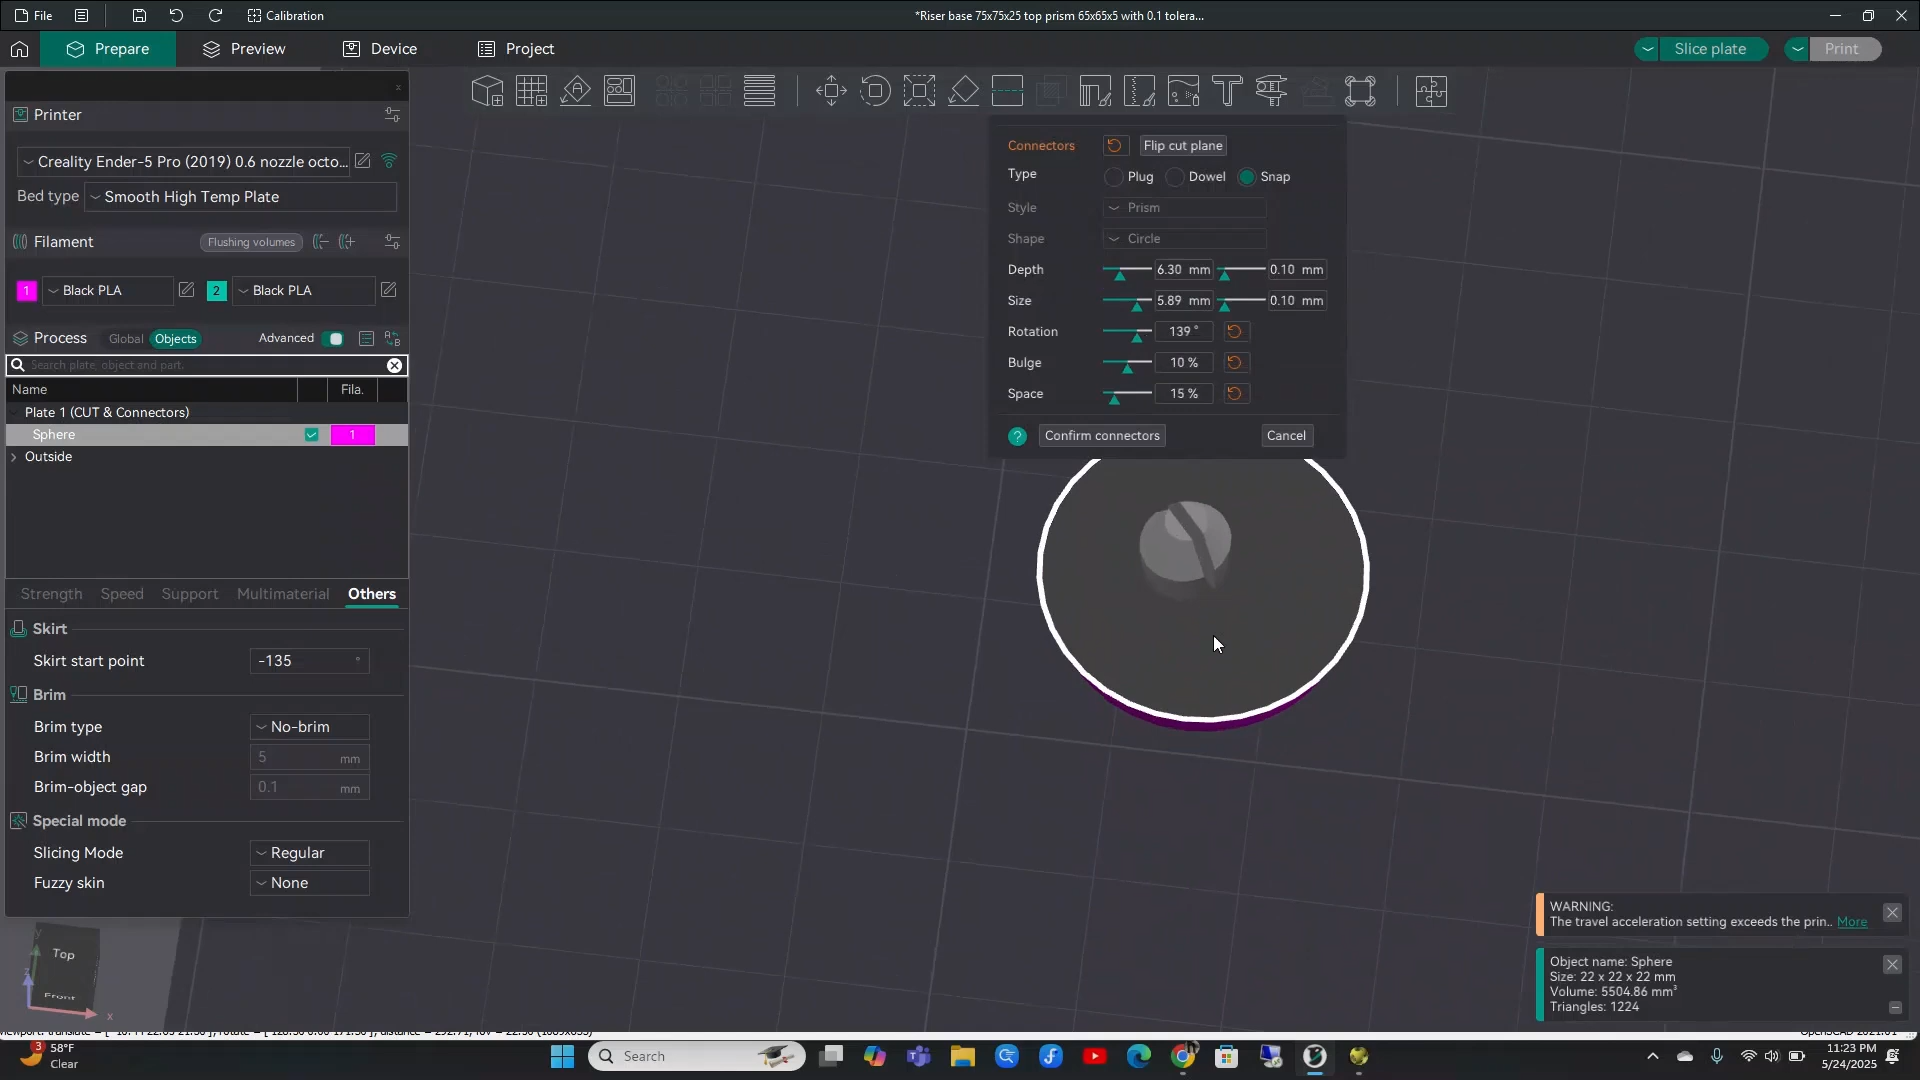 File
Calibration
*Riser base 75x75x25 top prism 65x65x5 with 0.1 tolera...
Prepare
Preview
Device
Project
Slice plate
Print
Printer
Creality Ender-5 Pro (2019) 0.6 nozzle octo...
Bed type
Smooth High Temp Plate
Filament
Flushing volumes
1
Black PLA
2
Black PLA
Process
Global
Objects
Advanced
Search plate, object and part.
Name
Fila.
Plate 1 (CUT & Connectors)
Sphere
1
Outside
Strength
Speed
Support
Multimaterial
Others
Skirt
Skirt start point
-135
°
Brim
Brim type
No-brim
Brim width
5
mm
Brim-object gap
0.1
mm
Special mode
Slicing Mode
Regular
Fuzzy skin
None
Connectors
Flip cut plane
Type
Plug
Dowel
Snap
Style
Prism
Shape
Circle
Depth
6.30 mm
0.10 mm
Size
5.89 mm
0.10 mm
Rotation
139 °
Bulge
10 %
Space
15 %
?
Confirm connectors
Cancel
WARNING:
The travel acceleration setting exceeds the prin.. More
Object name: Sphere
Size: 22 x 22 x 22 mm
Volume: 5504.86 mm³
Triangles: 1224
Top
Front
y
z
x
3
58°F
Clear
Search
11:23 PM
5/24/2025